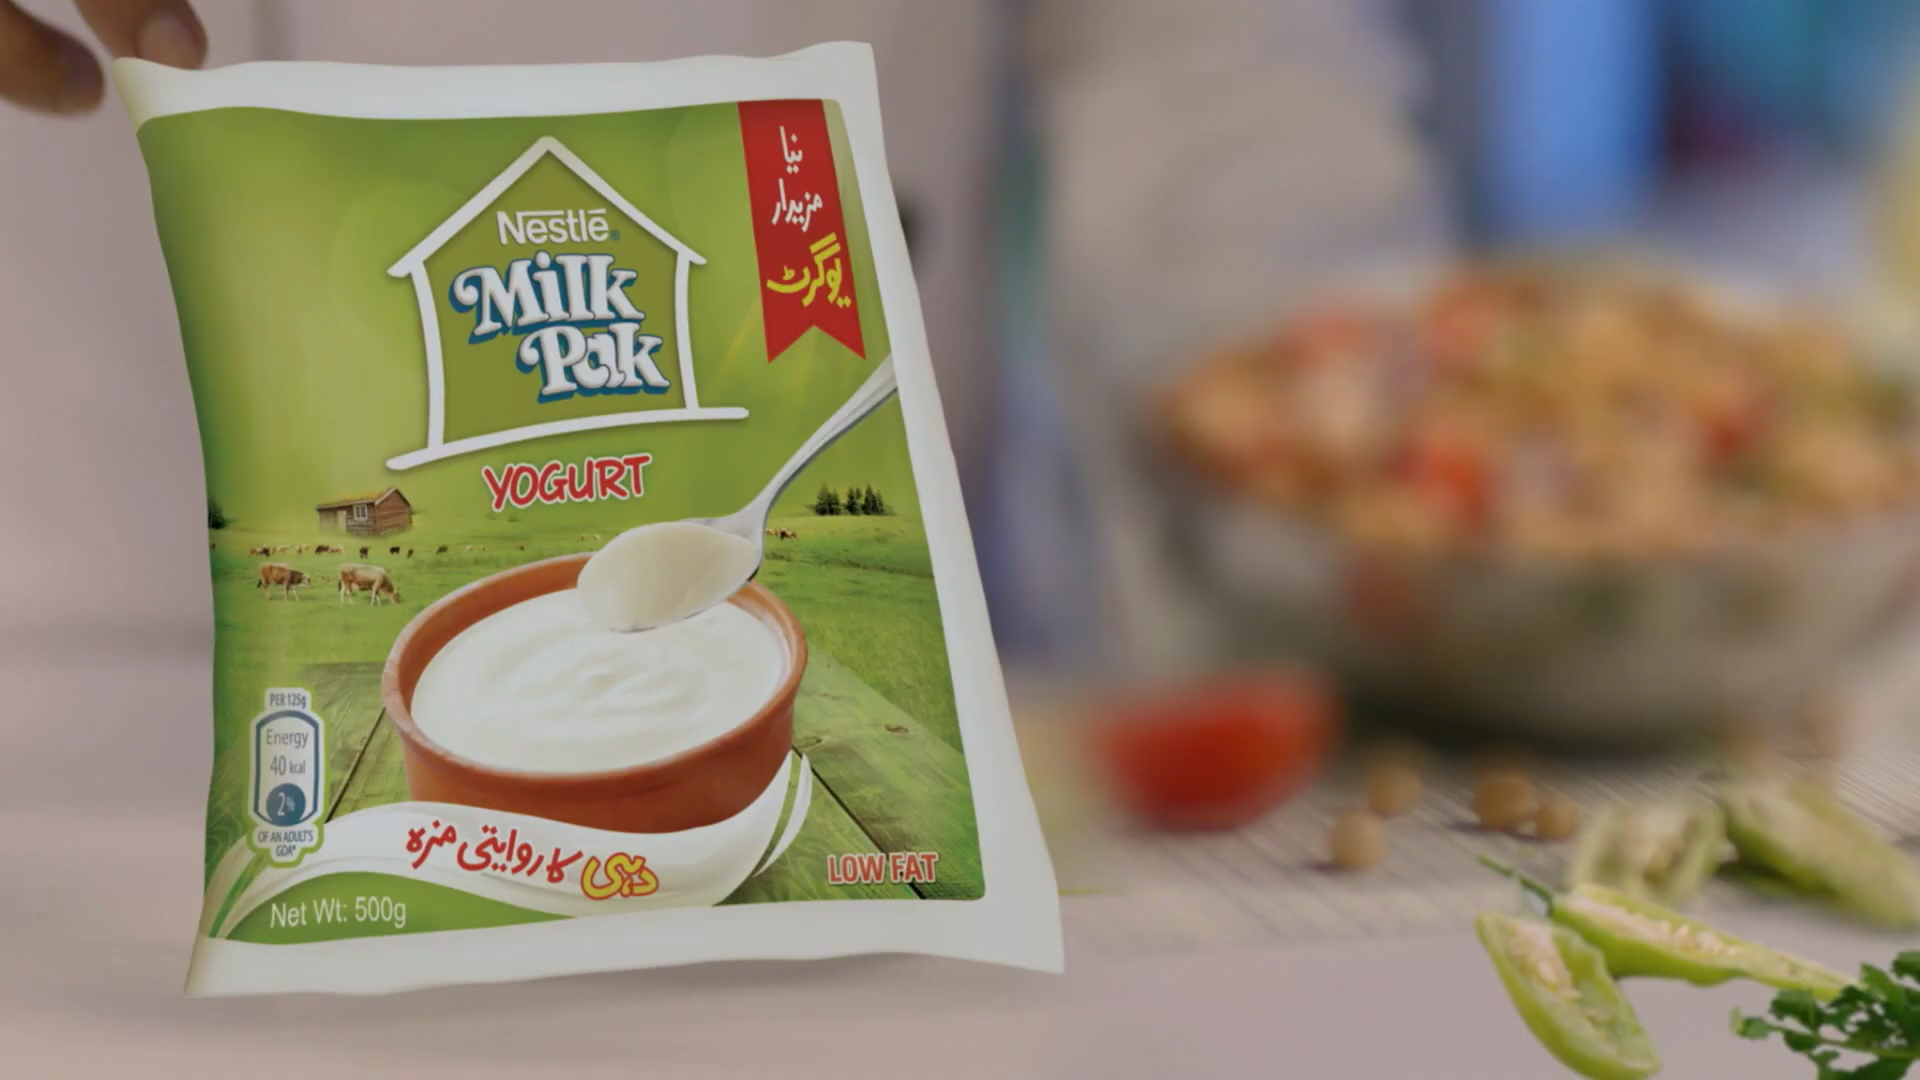 نیا
مزیدار
یوگرٹ
Nestlé
Milk
Pak
YOGURT
PER 125g
Energy
40 kcal
2%
OF AN ADULT'S
GDA*
دہی کا روایتی مزہ
LOW FAT
Net Wt: 500g